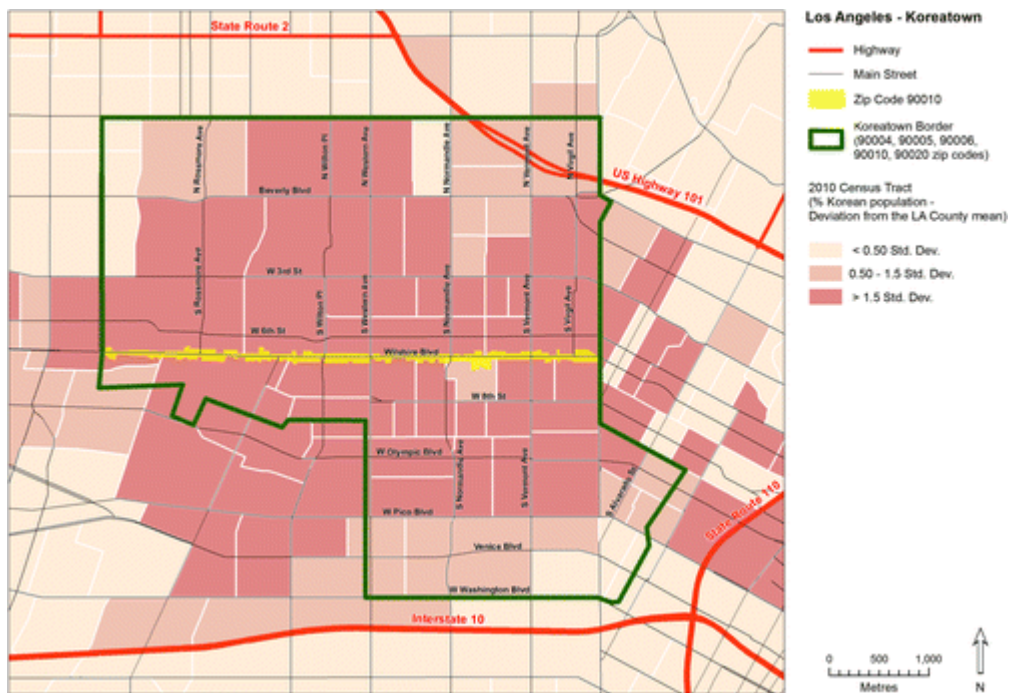 Los Angeles - Koreatown
Highway
Main Street
Zip Code 90010
Koreatown Border
(90004, 90005, 90006,
90010, 90020 zip codes)
2010 Census Tract
(% Korean population -
Deviation from the LA County mean)
< 0.50 Std. Dev.
0.50 - 1.5 Std. Dev.
> 1.5 Std. Dev.
State Route 2
N Rossmore Ave
N Wilton Pl
N Western Ave
N Normandie Ave
N Vermont Ave
N Virgil Ave
US Highway 101
Beverly Blvd
S Rossmore Ave
W 3rd St
S Wilton Pl
S Western Ave
S Normandie Ave
S Vermont Ave
S Virgil Ave
W 6th St
Wilshire Blvd
W 8th St
W Olympic Blvd
S Normandie Ave
S Vermont Ave
S Alvarado St
W Pico Blvd
State Route 110
Venice Blvd
W Washington Blvd
Interstate 10
0 500 1,000
Metres
N